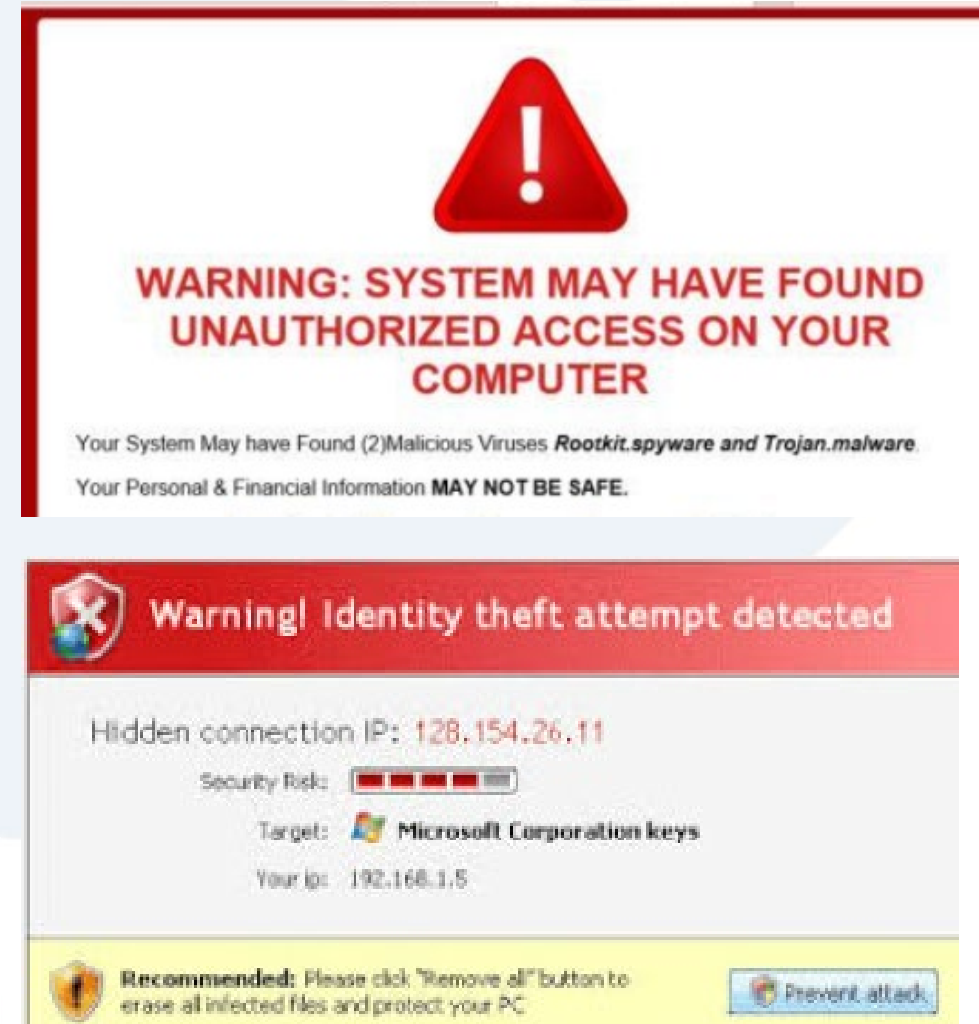 WARNING: SYSTEM MAY HAVE FOUND
UNAUTHORIZED ACCESS ON YOUR
COMPUTER
Your System May have Found (2)Malicious Viruses Rootkit.spyware and Trojan.malware.
Your Personal & Financial Information MAY NOT BE SAFE.
Warning! Identity theft attempt detected
Hidden connection IP: 128.154.26.11
Security Risk:
Target: Microsoft Corporation keys
Your ip: 192.168.1.5
Recommended: Please click "Remove all" button to
erase all infected files and protect your PC
Prevent attack